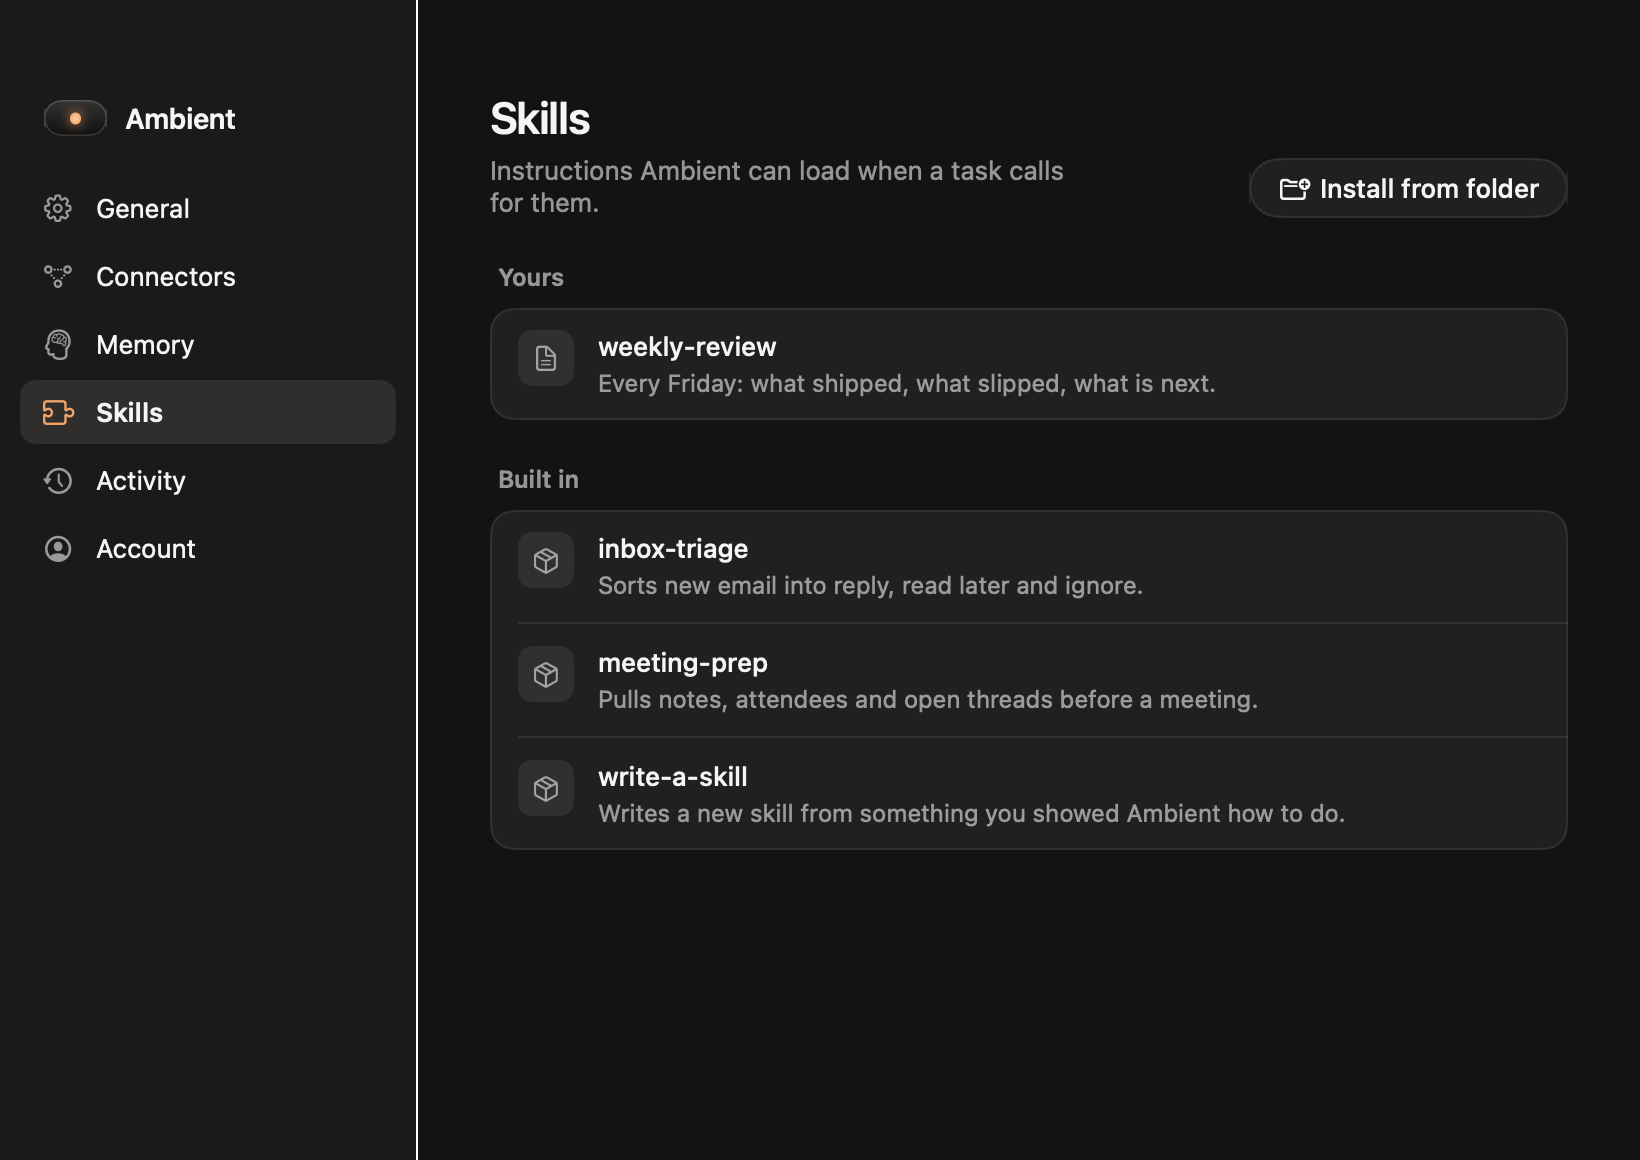 Ambient
General
Connectors
Memory
Skills
Activity
Account
Skills
Instructions Ambient can load when a task calls
for them.
Install from folder
Yours
weekly-review
Every Friday: what shipped, what slipped, what is next.
Built in
inbox-triage
Sorts new email into reply, read later and ignore.
meeting-prep
Pulls notes, attendees and open threads before a meeting.
write-a-skill
Writes a new skill from something you showed Ambient how to do.